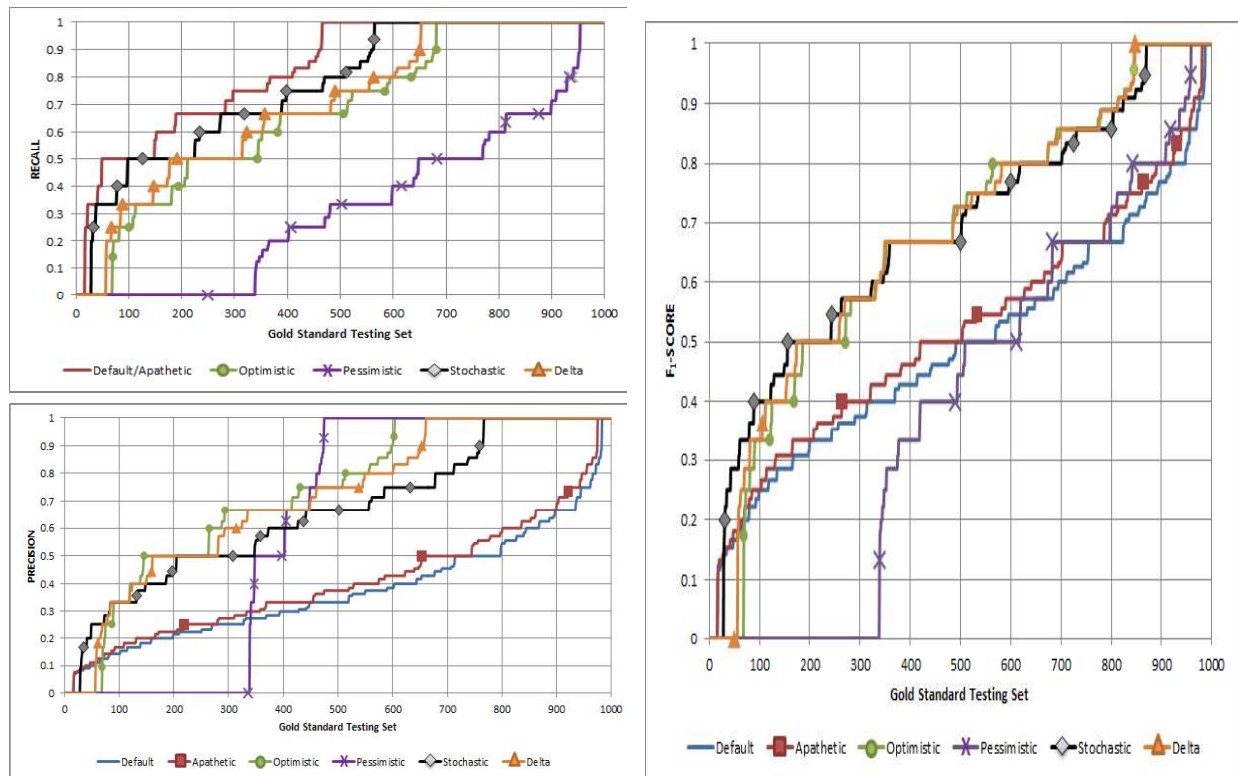 1
0.9
0.8
0.7
0.6
0.5
0.4
0.3
0.2
0.1
0
RECALL
0 100 200 300 400 500 600 700 800 900 1000
Gold Standard Testing Set
Default/Apathetic Optimistic Pessimistic Stochastic Delta
1
0.9
0.8
0.7
0.6
0.5
0.4
0.3
0.2
0.1
0
PRECISION
0 100 200 300 400 500 600 700 800 900 1000
Gold Standard Testing Set
Default Apathetic Optimistic Pessimistic Stochastic Delta
1
0.9
0.8
0.7
0.6
0.5
0.4
0.3
0.2
0.1
0
F₁-SCORE
0 100 200 300 400 500 600 700 800 900 1000
Gold Standard Testing Set
Default Apathetic Optimistic Pessimistic Stochastic Delta